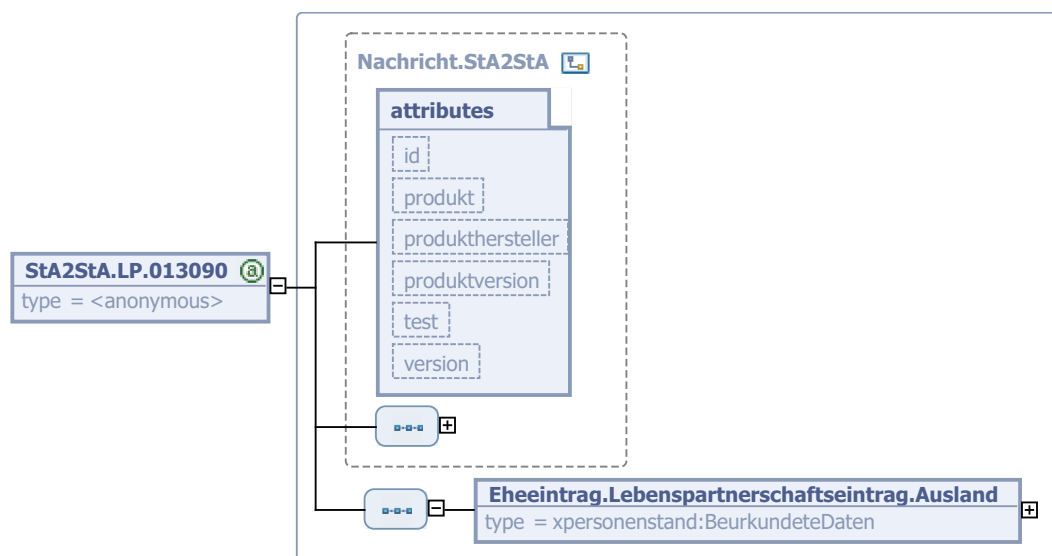 Nachricht.StA2StA
attributes
id
produkt
produkthersteller
produktversion
test
version
StA2StA.LP.013090 a
type = <anonymous>
Eheeintrag.Lebenspartnerschaftseintrag.Ausland
type = xpersonenstand:BeurkundeteDaten